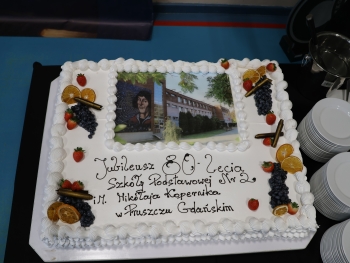 Jubileusz 80-lecia
Szkoły Podstawowej Nr 2
im. Mikołaja Kopernika
w Pruszczu Gdańskim